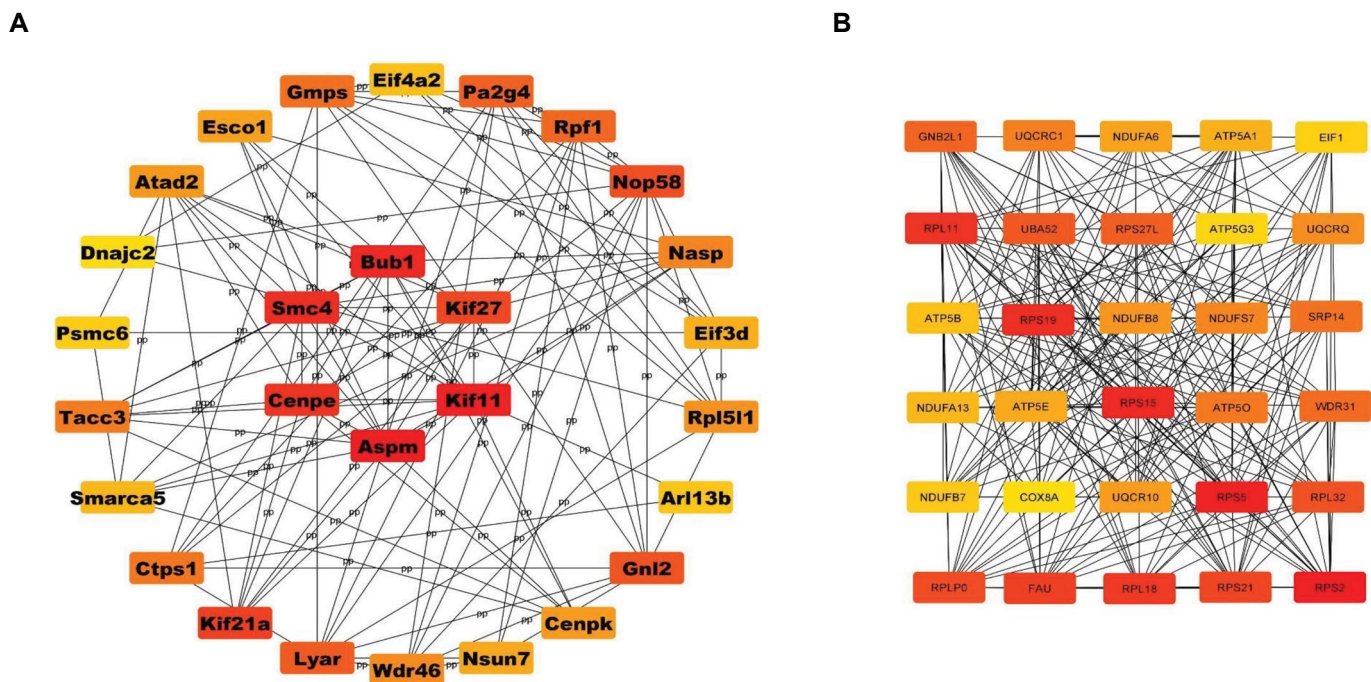 A
B
Eif4a2
Gmps
Pa2g4
Esco1
Rpf1
Atad2
Nop58
Dnajc2
Bub1
Nasp
Smc4
Kif27
Psmc6
Eif3d
Tacc3
Cenpe
Kif11
Rpl5l1
Aspm
Smarca5
Arl13b
Ctps1
Gnl2
Kif21a
Cenpk
Lyar
Wdr46
Nsun7
pp
GNB2L1 UQCRC1 NDUFA6 ATP5A1 EIF1
RPL11 UBA52 RPS27L ATP5G3 UQCRQ
ATP5B RPS19 NDUFB8 NDUFS7 SRP14
NDUFA13 ATP5E RPS15 ATP5O WDR31
NDUFB7 COX8A UQCR10 RPS5 RPL32
RPLP0 FAU RPL18 RPS21 RPS2